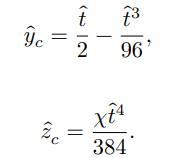 ŷ_c = t̂/2 − t̂³/96,
ẑ_c = χt̂⁴/384.